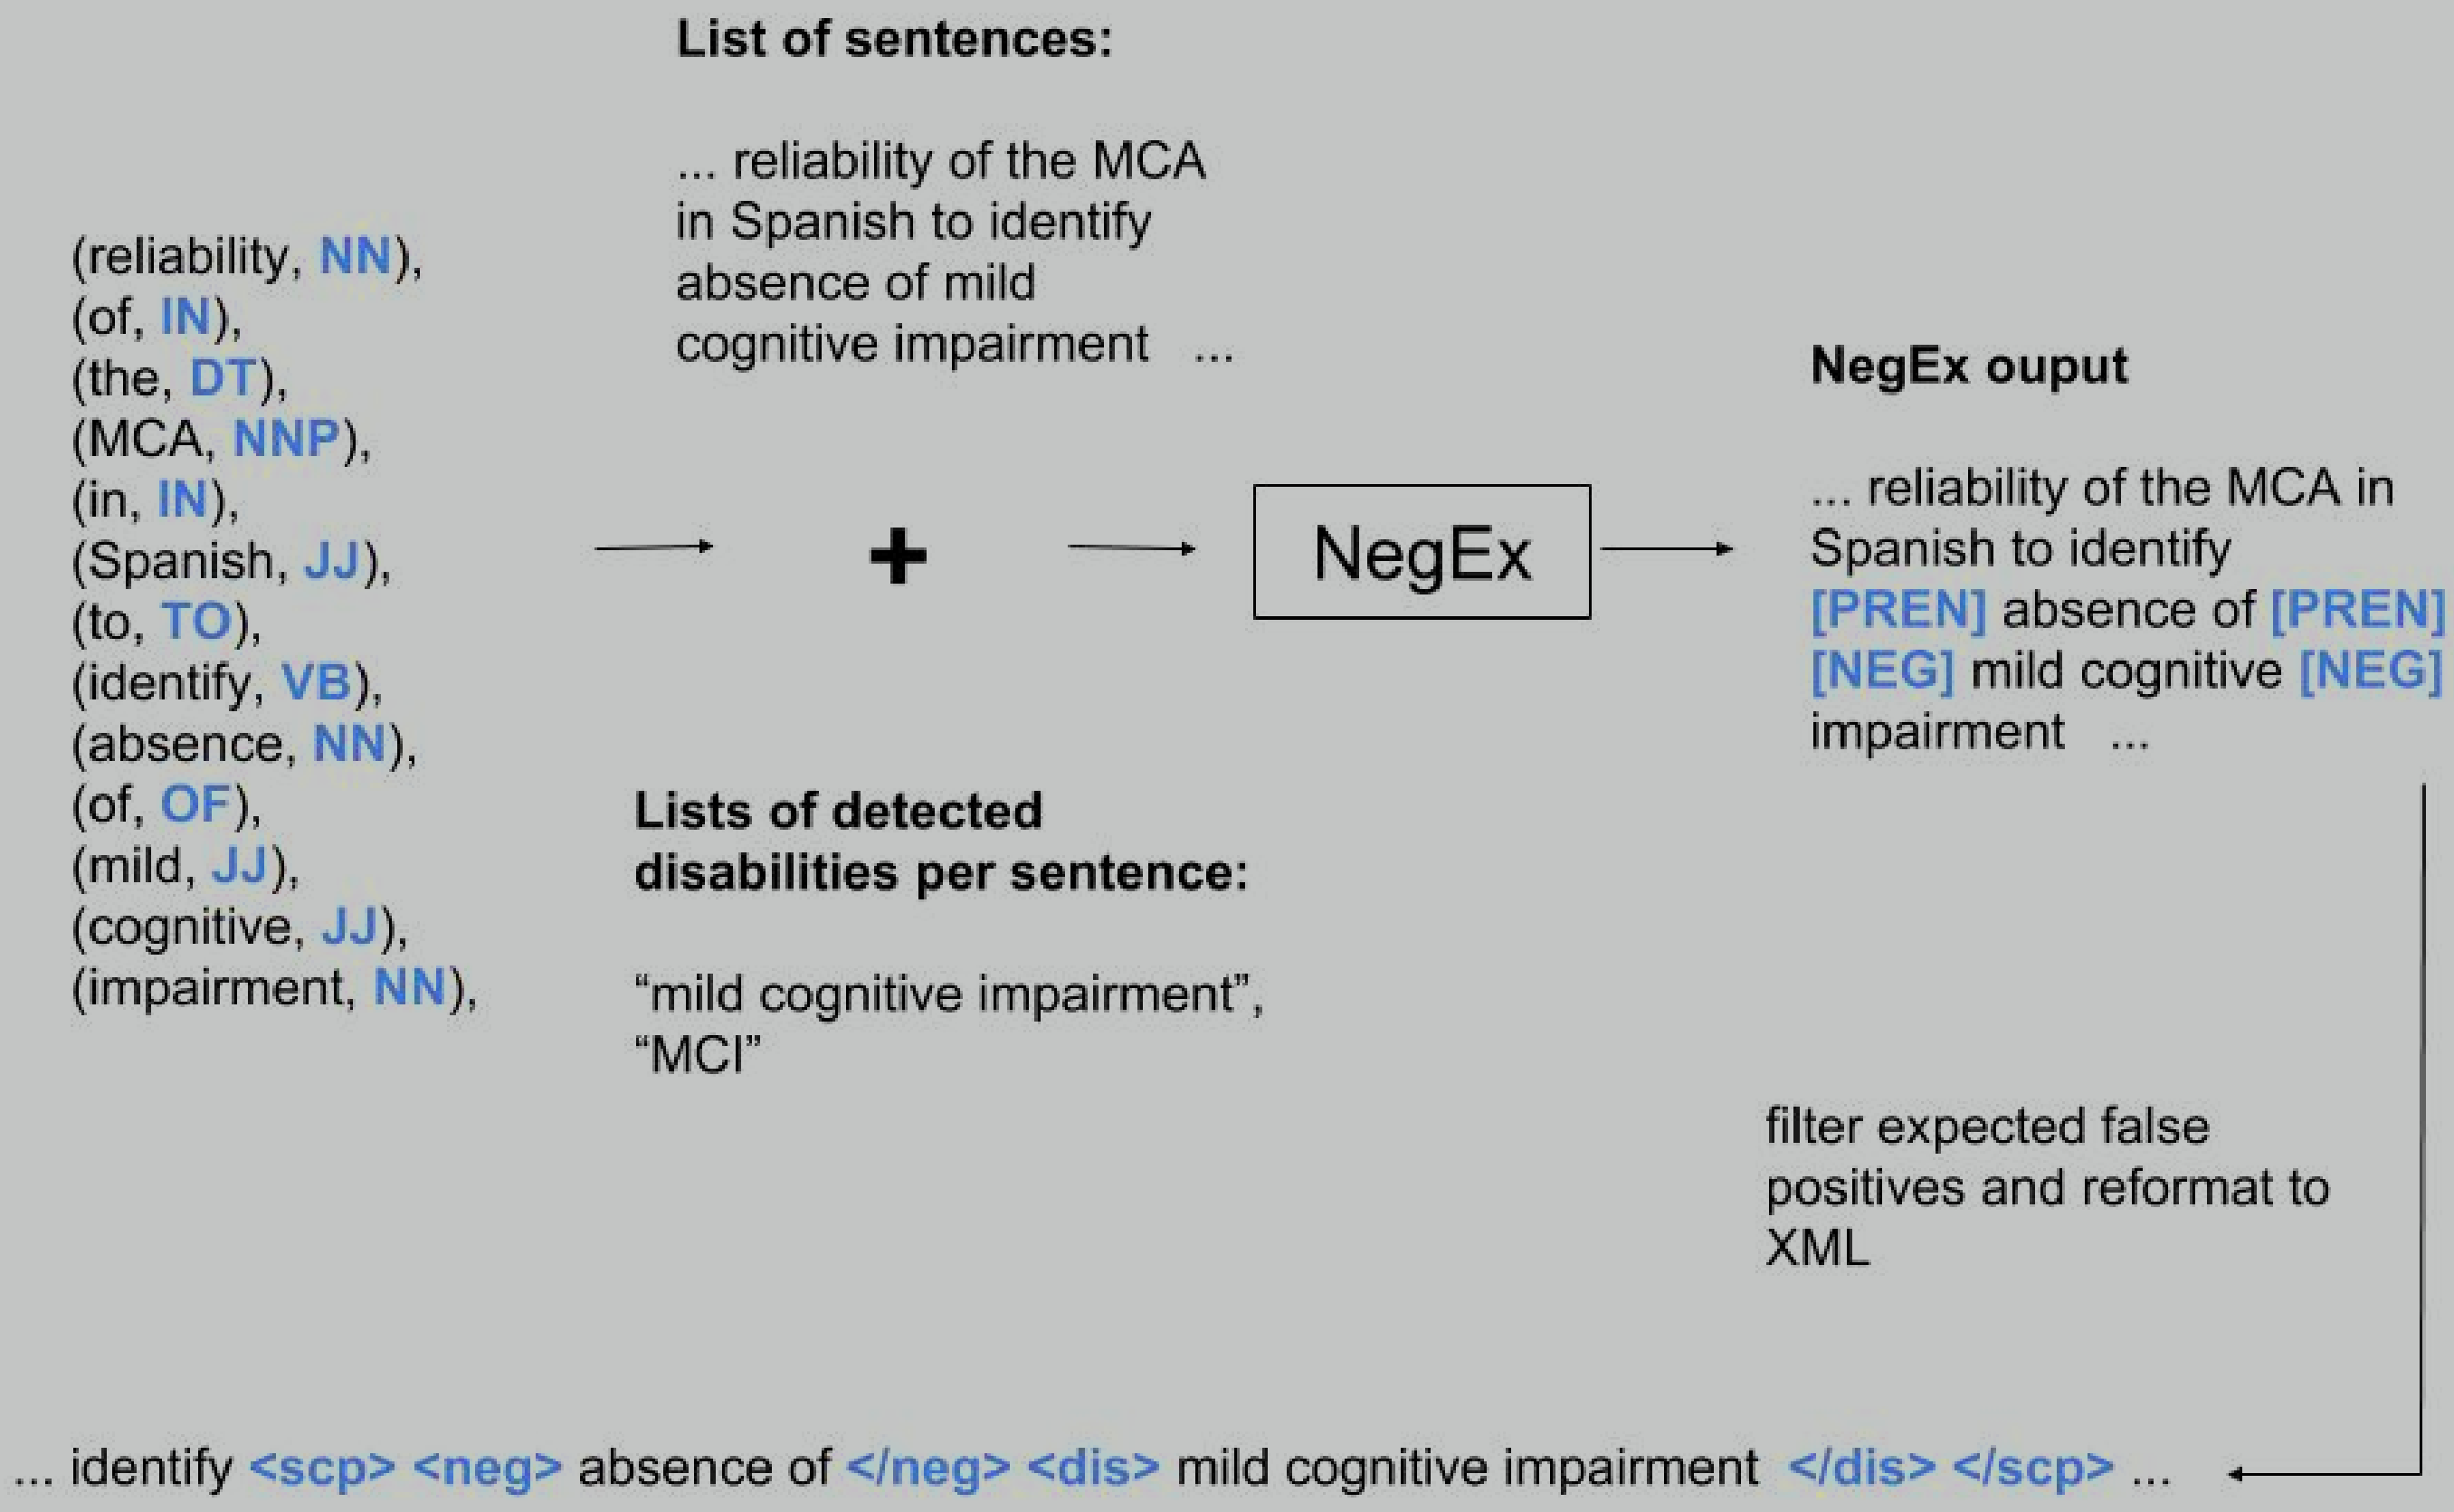 (reliability, NN),
(of, IN),
(the, DT),
(MCA, NNP),
(in, IN),
(Spanish, JJ),
(to, TO),
(identify, VB),
(absence, NN),
(of, OF),
(mild, JJ),
(cognitive, JJ),
(impairment, NN),
List of sentences:
... reliability of the MCA
in Spanish to identify
absence of mild
cognitive impairment ...
+
Lists of detected
disabilities per sentence:
“mild cognitive impairment”,
“MCI”
NegEx
NegEx ouput
... reliability of the MCA in
Spanish to identify
[PREN] absence of [PREN]
[NEG] mild cognitive [NEG]
impairment ...
filter expected false
positives and reformat to
XML
... identify <scp> <neg> absence of </neg> <dis> mild cognitive impairment </dis> </scp> ...